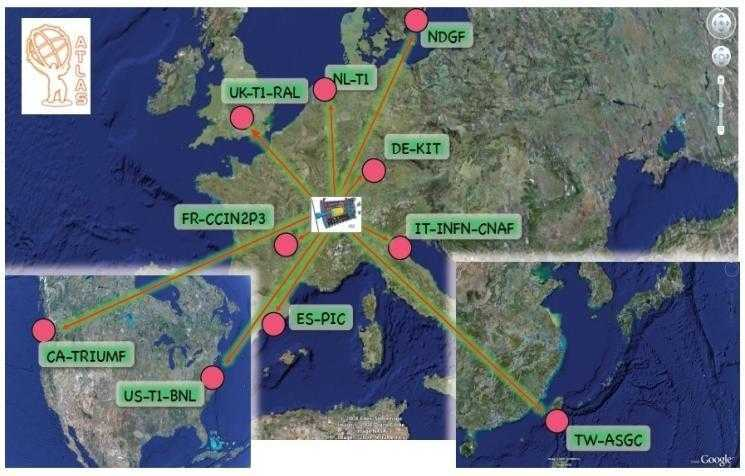 ATLAS
NDGF
NL-T1
UK-T1-RAL
DE-KIT
FR-CCIN2P3
IT-INFN-CNAF
ES-PIC
CA-TRIUMF
US-T1-BNL
TW-ASGC
Google